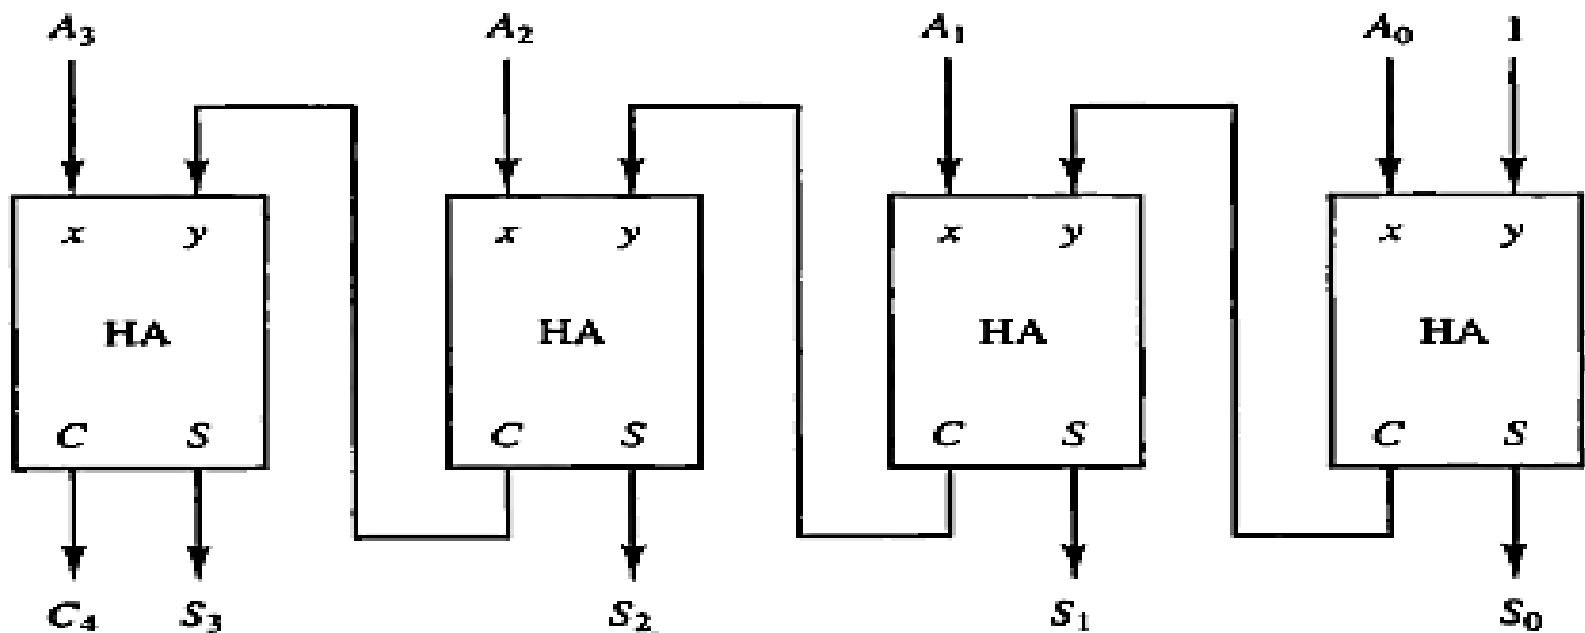 A₃ A₂ A₁ A₀ 1
x y x y x y x y
HA HA HA HA
C S C S C S C S
C₄ S₃ S₂ S₁ S₀